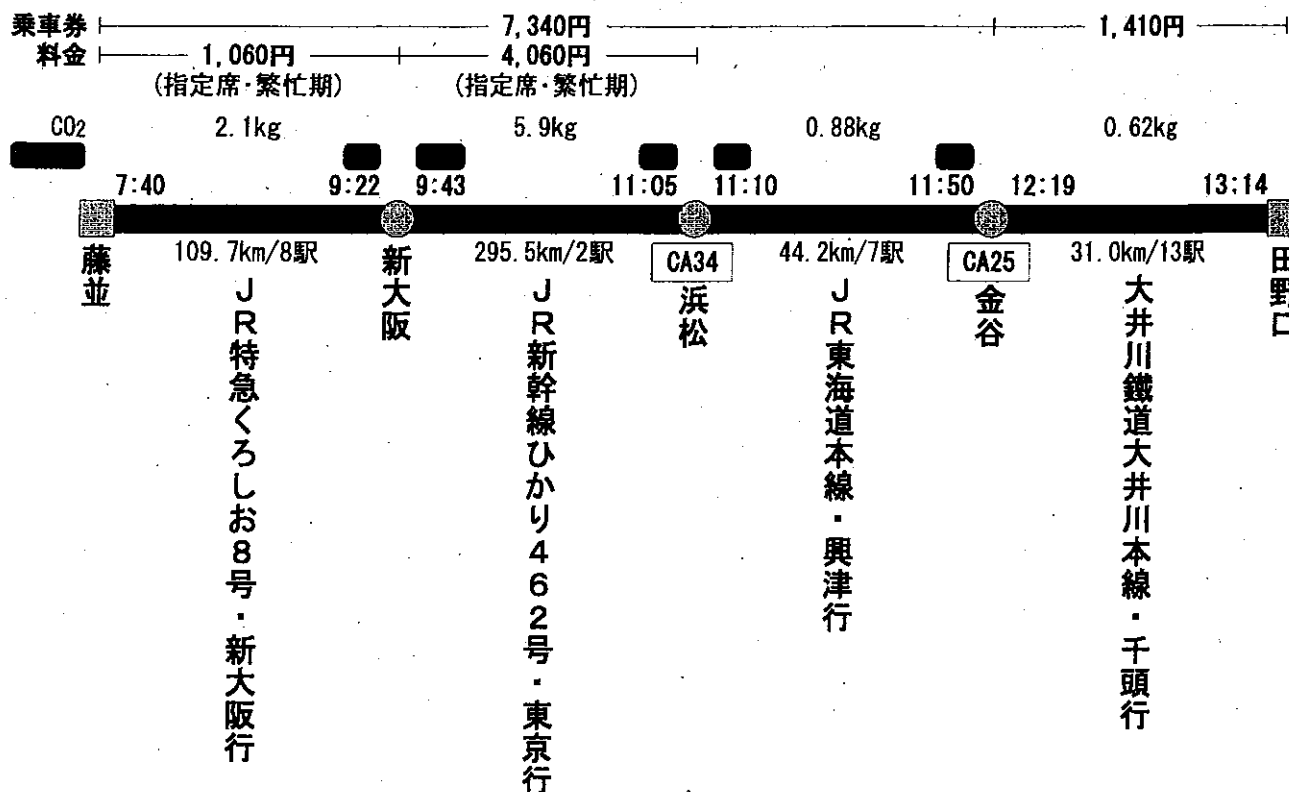 乗車券 7,340円 1,410円
料金 1,060円 4,060円
(指定席・繁忙期) (指定席・繁忙期)
CO2 2.1kg 5.9kg 0.88kg 0.62kg
7:40 9:22 9:43 11:05 11:10 11:50 12:19 13:14
109.7km/8駅 295.5km/2駅 44.2km/7駅 31.0km/13駅
藤並
JR特急くろしお8号・新大阪行
新大阪
JR新幹線ひかり462号・東京行
CA34
浜松
JR東海道本線・興津行
CA25
金谷
大井川鐵道大井川本線・千頭行
田野口